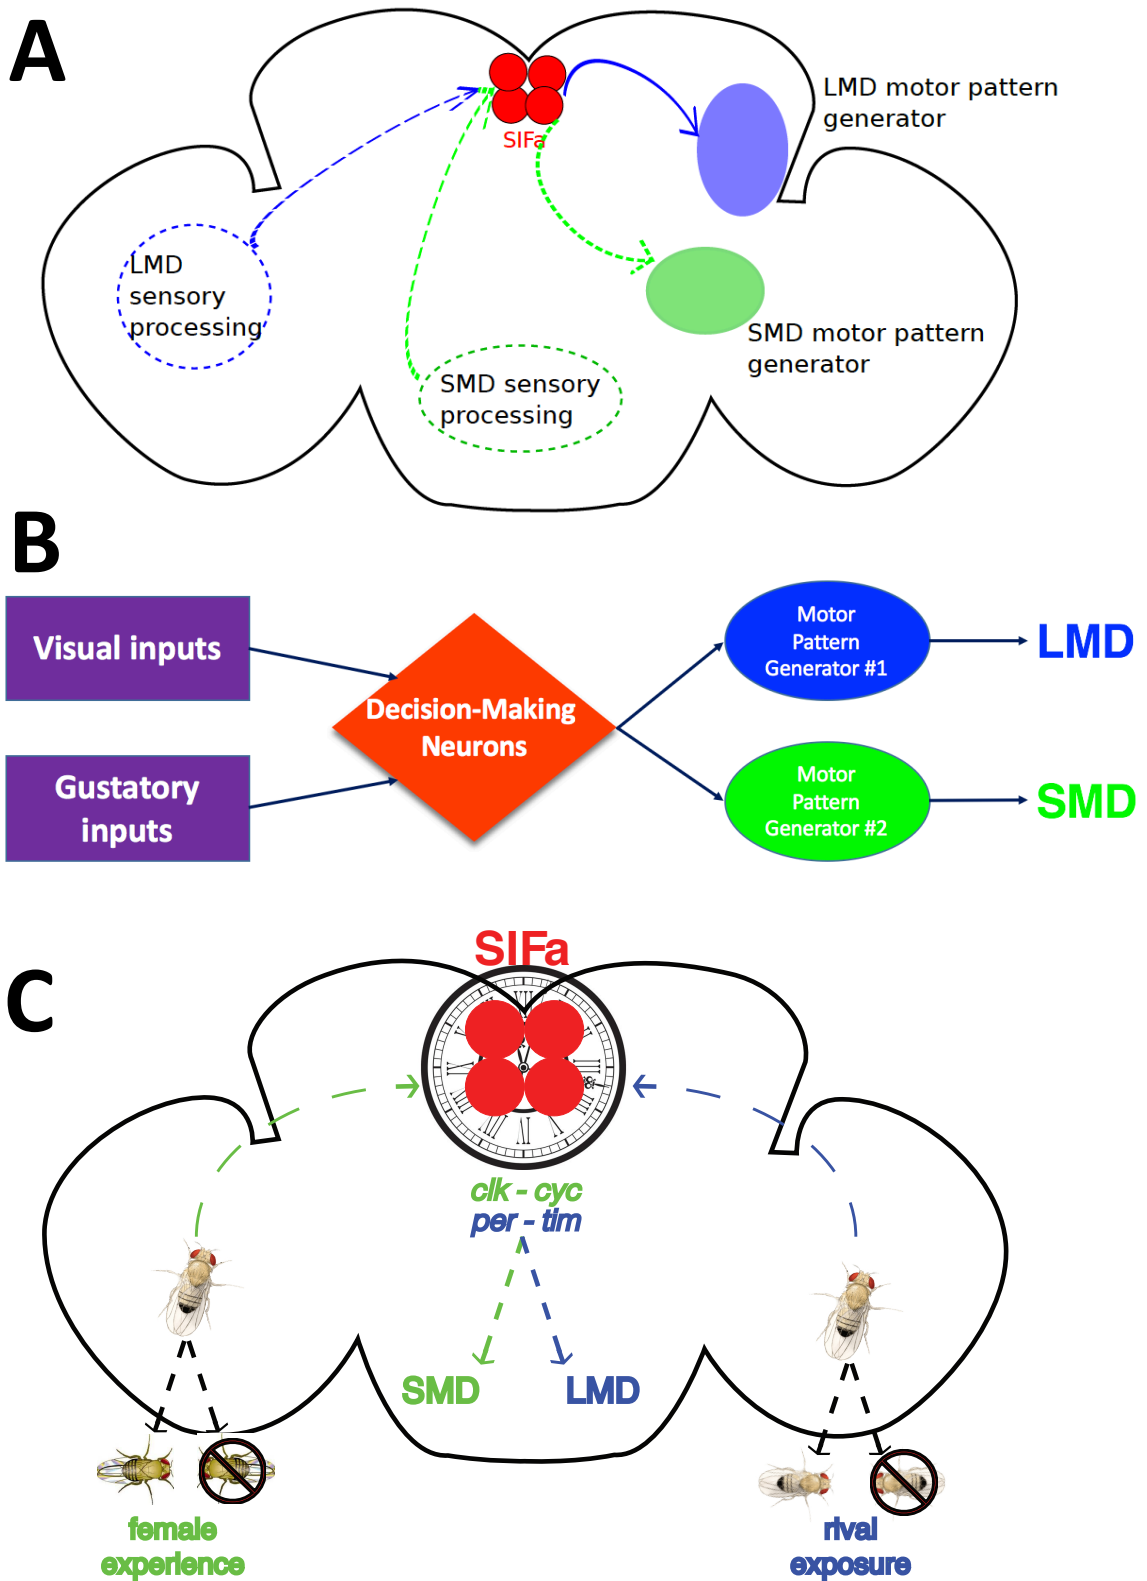 A
SIFa
LMD motor pattern
generator
LMD
sensory
processing
SMD motor pattern
generator
SMD sensory
processing
B
Visual inputs
Gustatory
inputs
Decision-Making
Neurons
Motor
Pattern
Generator #1
LMD
Motor
Pattern
Generator #2
SMD
C
SIFa
clk - cyc
per - tim
SMD
LMD
female
experience
rival
exposure